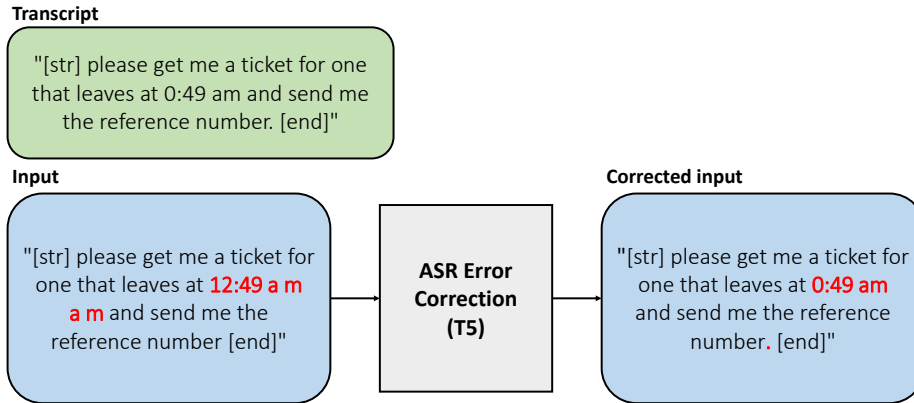 Transcript
"[str] please get me a ticket for one
that leaves at 0:49 am and send me
the reference number. [end]"
Input
"[str] please get me a ticket for
one that leaves at 12:49 a m
a m and send me the
reference number [end]"
ASR Error
Correction
(T5)
Corrected input
"[str] please get me a ticket for
one that leaves at 0:49 am
and send me the reference
number. [end]"